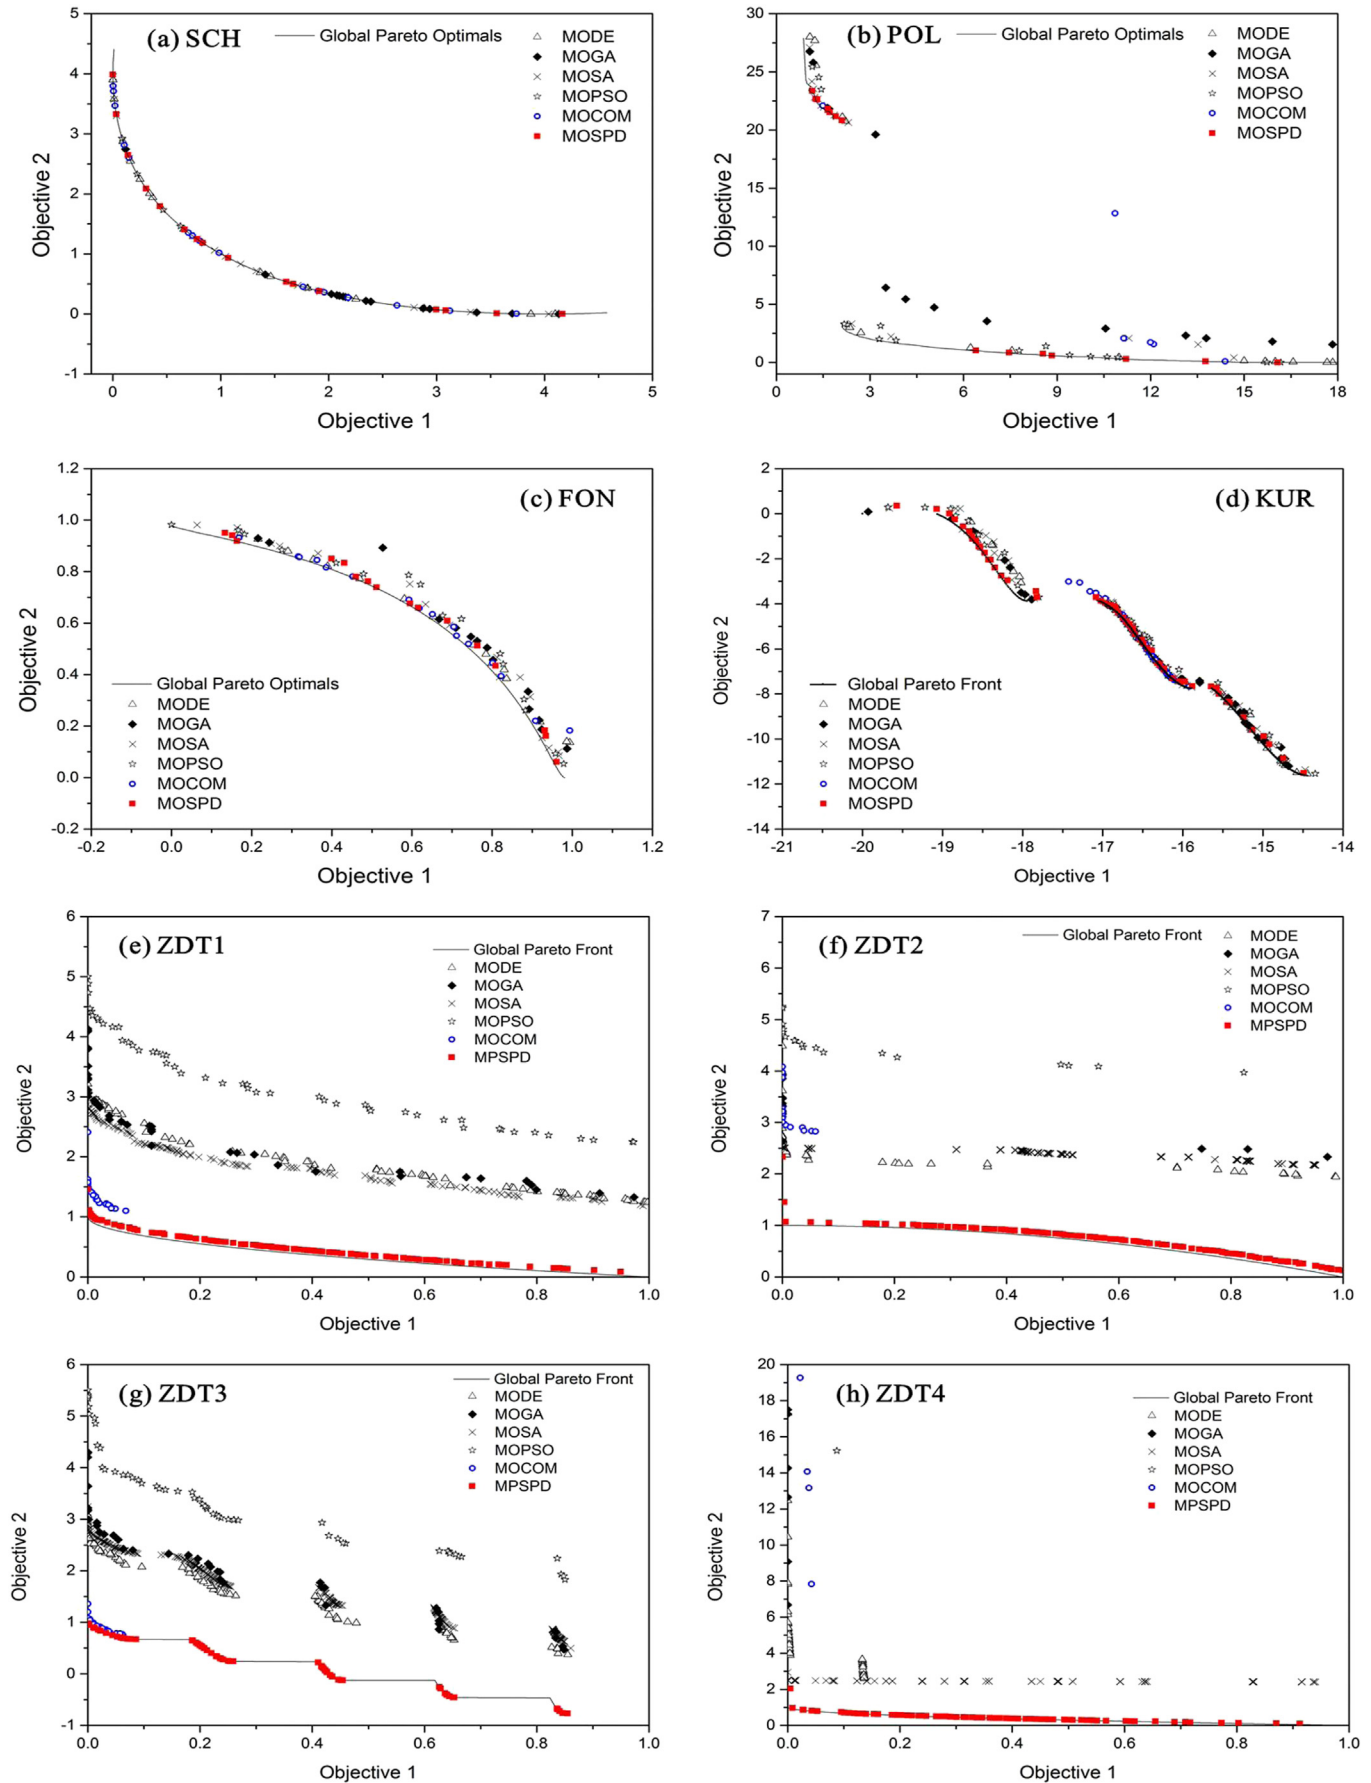 (a) SCH
Global Pareto Optimals
MODE
MOGA
MOSA
MOPSO
MOCOM
MOSPD
5
4
3
2
1
0
-1
0
1
2
3
4
5
Objective 2
Objective 1
(b) POL
Global Pareto Optimals
MODE
MOGA
MOSA
MOPSO
MOCOM
MOSPD
30
25
20
15
10
5
0
0
3
6
9
12
15
18
Objective 2
Objective 1
(c) FON
Global Pareto Optimals
MODE
MOGA
MOSA
MOPSO
MOCOM
MOSPD
1.2
1.0
0.8
0.6
0.4
0.2
0.0
-0.2
-0.2
0.0
0.2
0.4
0.6
0.8
1.0
1.2
Objective 2
Objective 1
(d) KUR
Global Pareto Front
MODE
MOGA
MOSA
MOPSO
MOCOM
MOSPD
2
0
-2
-4
-6
-8
-10
-12
-14
-21
-20
-19
-18
-17
-16
-15
-14
Objective 2
Objective 1
(e) ZDT1
Global Pareto Front
MODE
MOGA
MOSA
MOPSO
MOCOM
MPSPD
6
5
4
3
2
1
0
0.0
0.2
0.4
0.6
0.8
1.0
Objective 2
Objective 1
(f) ZDT2
Global Pareto Front
MODE
MOGA
MOSA
MOPSO
MOCOM
MPSPD
7
6
5
4
3
2
1
0
0.0
0.2
0.4
0.6
0.8
1.0
Objective 2
Objective 1
(g) ZDT3
Global Pareto Front
MODE
MOGA
MOSA
MOPSO
MOCOM
MPSPD
6
5
4
3
2
1
0
-1
0.0
0.2
0.4
0.6
0.8
1.0
Objective 2
Objective 1
(h) ZDT4
Global Pareto Front
MODE
MOGA
MOSA
MOPSO
MOCOM
MPSPD
20
18
16
14
12
10
8
6
4
2
0
0.0
0.2
0.4
0.6
0.8
1.0
Objective 2
Objective 1